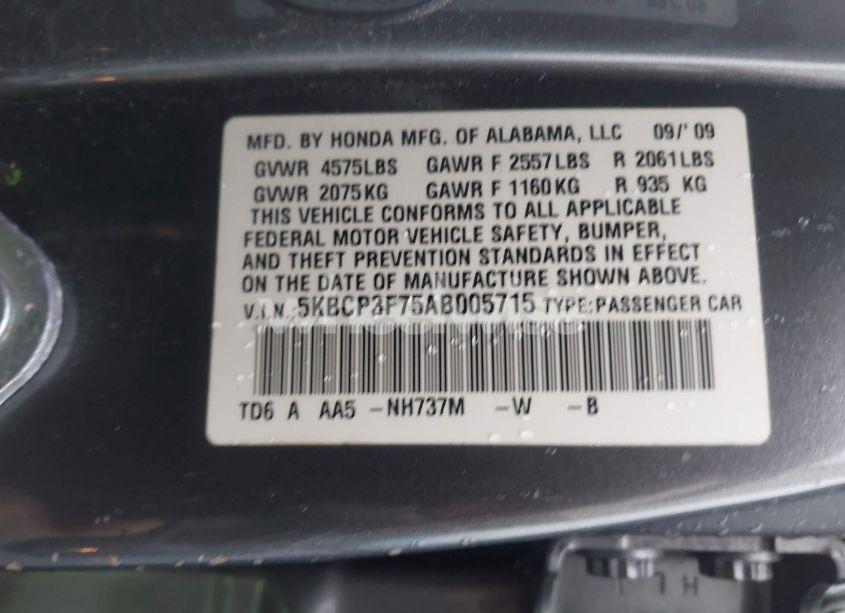 MFD. BY HONDA MFG. OF ALABAMA, LLC 09/'09
GVWR 4575LBS GAWR F 2557LBS R 2061LBS
GVWR 2075KG GAWR F 1160KG R 935 KG
THIS VEHICLE CONFORMS TO ALL APPLICABLE
FEDERAL MOTOR VEHICLE SAFETY, BUMPER,
AND THEFT PREVENTION STANDARDS IN EFFECT
ON THE DATE OF MANUFACTURE SHOWN ABOVE.
V.I.N.: 5KBCP3F75AB005715 TYPE: PASSENGER CAR
TD6 A AA5 -NH737M -W -B